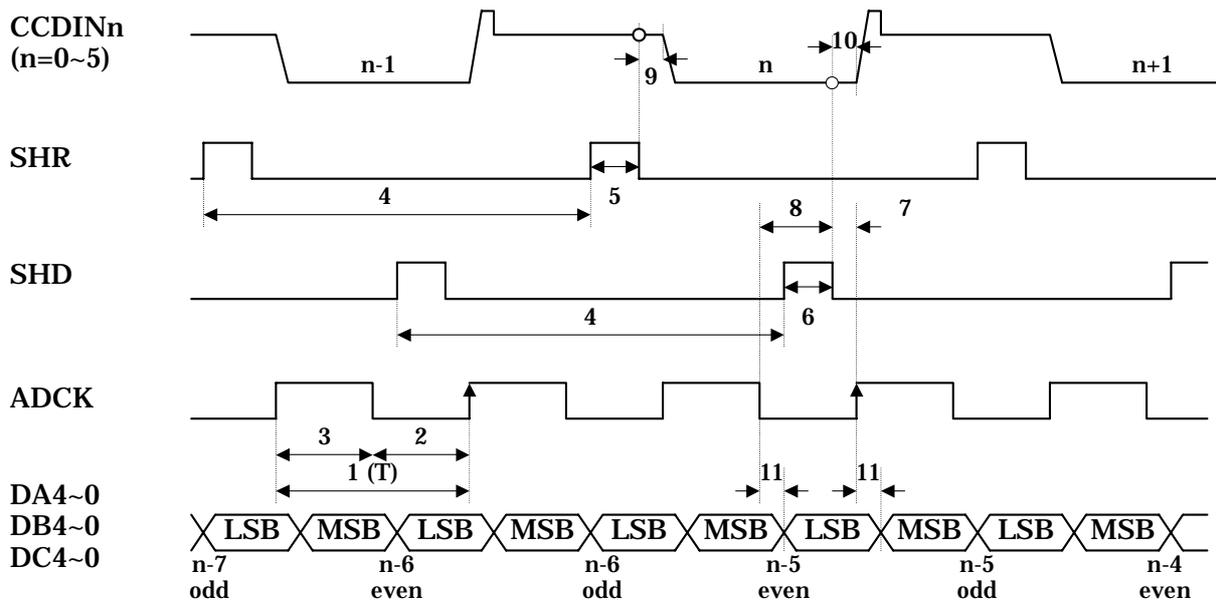 CCDINn
(n=0~5)
n-1
9
n
10
n+1
SHR
4
5
8
7
SHD
4
6
ADCK
3
2
1 (T)
11
11
DA4~0
DB4~0
DC4~0
LSB
MSB
LSB
MSB
LSB
MSB
LSB
MSB
LSB
MSB
n-7
n-6
n-6
n-5
n-5
n-4
odd
even
odd
even
odd
even